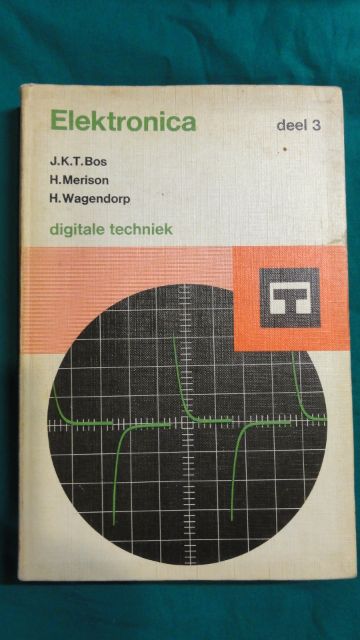 Elektronica
deel 3
J.K.T. Bos
H. Merison
H. Wagendorp
digitale techniek